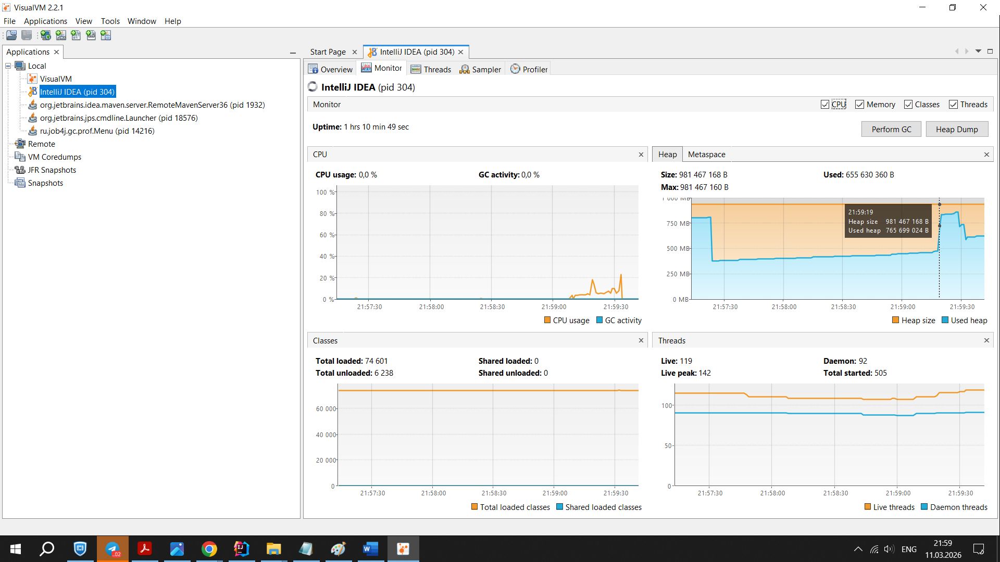 VisualVM 2.2.1
File Applications View Tools Window Help
Applications
Start Page
IntelliJ IDEA (pid 304)
Local
VisualVM
IntelliJ IDEA (pid 304)
org.jetbrains.idea.maven.server.RemoteMavenServer36 (pid 1932)
org.jetbrains.jps.cmdline.Launcher (pid 18576)
ru.job4j.gc.prof.Menu (pid 14216)
Remote
VM Coredumps
JFR Snapshots
Snapshots
Overview Monitor Threads Sampler Profiler
IntelliJ IDEA (pid 304)
Monitor
CPU Memory Classes Threads
Uptime: 1 hrs 10 min 49 sec
Perform GC Heap Dump
CPU
CPU usage: 0,0 % GC activity: 0,0 %
100 %
80 %
60 %
40 %
20 %
0 %
21:57:30 21:58:00 21:58:30 21:59:00 21:59:30
CPU usage GC activity
Heap Metaspace
Size: 981 467 168 B Used: 655 630 360 B
Max: 981 467 160 B
1 000 MB
750 MB
500 MB
250 MB
0 MB
21:59:19
Heap size 981 467 168 B
Used heap 765 699 024 B
21:57:30 21:58:00 21:58:30 21:59:00 21:59:30
Heap size Used heap
Classes
Total loaded: 74 601 Shared loaded: 0
Total unloaded: 6 238 Shared unloaded: 0
60 000
40 000
20 000
0
21:57:30 21:58:00 21:58:30 21:59:00 21:59:30
Total loaded classes Shared loaded classes
Threads
Live: 119 Daemon: 92
Live peak: 142 Total started: 505
100
50
0
21:57:30 21:58:00 21:58:30 21:59:00 21:59:30
Live threads Daemon threads
..02
ENG
21:59
11.03.2026